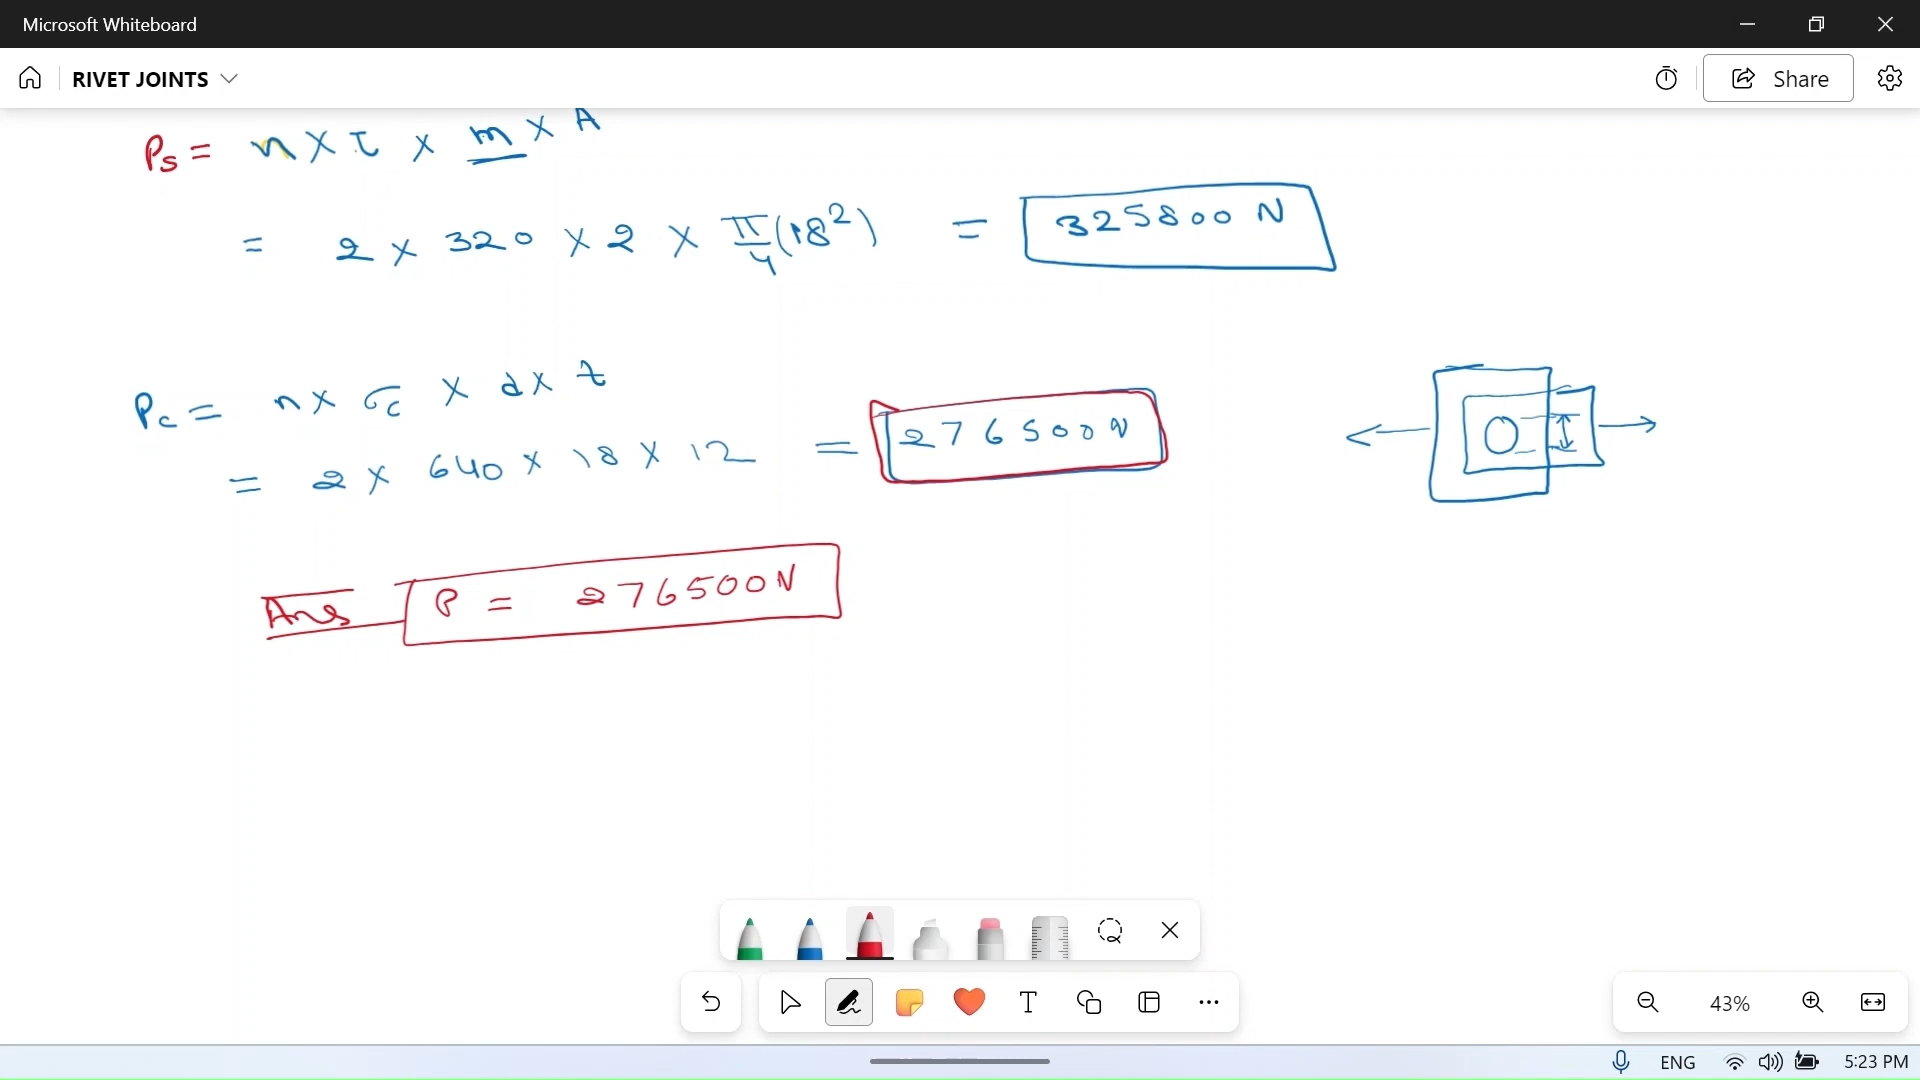 Microsoft Whiteboard
RIVET JOINTS
Share
Ps = n × τ × m × A
= 2 × 320 × 2 × π/4 (18²) = 325800 N
Pc = n × σc × d × t
= 2 × 640 × 18 × 12 = 276500 N
Ans P = 276500 N
T
43%
ENG
5:23 PM